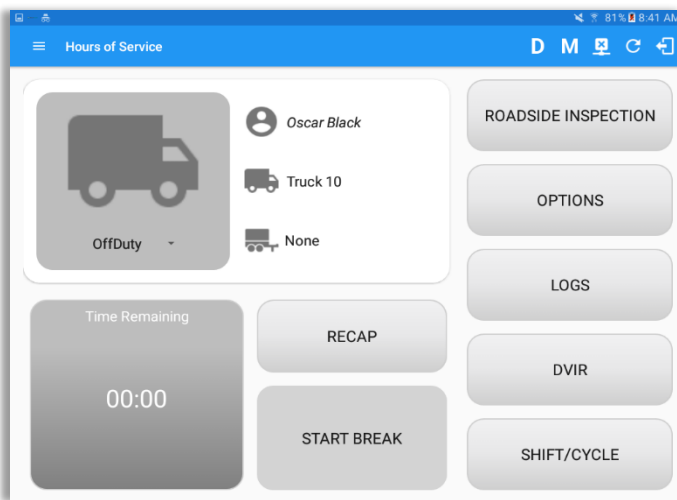 81% 8:41 AM
Hours of Service
D M
Oscar Black
Truck 10
None
OffDuty
Time Remaining
00:00
RECAP
START BREAK
ROADSIDE INSPECTION
OPTIONS
LOGS
DVIR
SHIFT/CYCLE